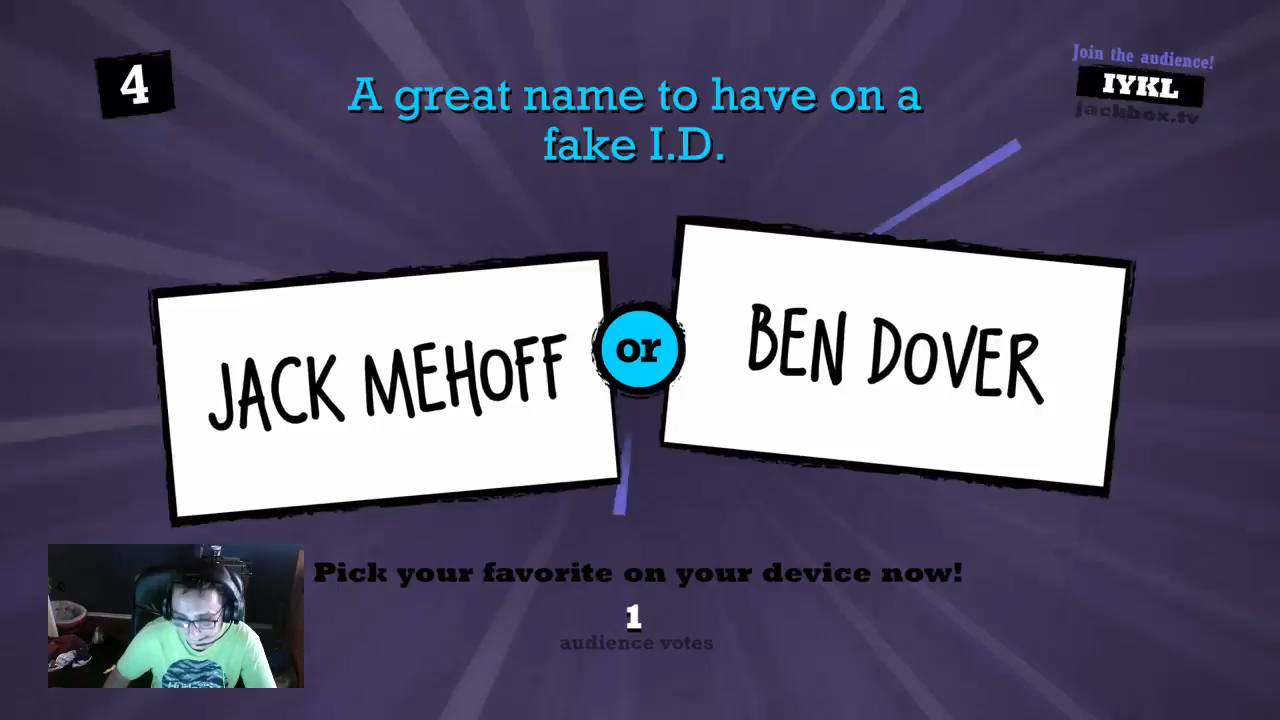 4
A great name to have on a
fake I.D.
Join the audience!
IYKL
jackbox.tv
JACK MEHOFF
or
BEN DOVER
Pick your favorite on your device now!
1
audience votes